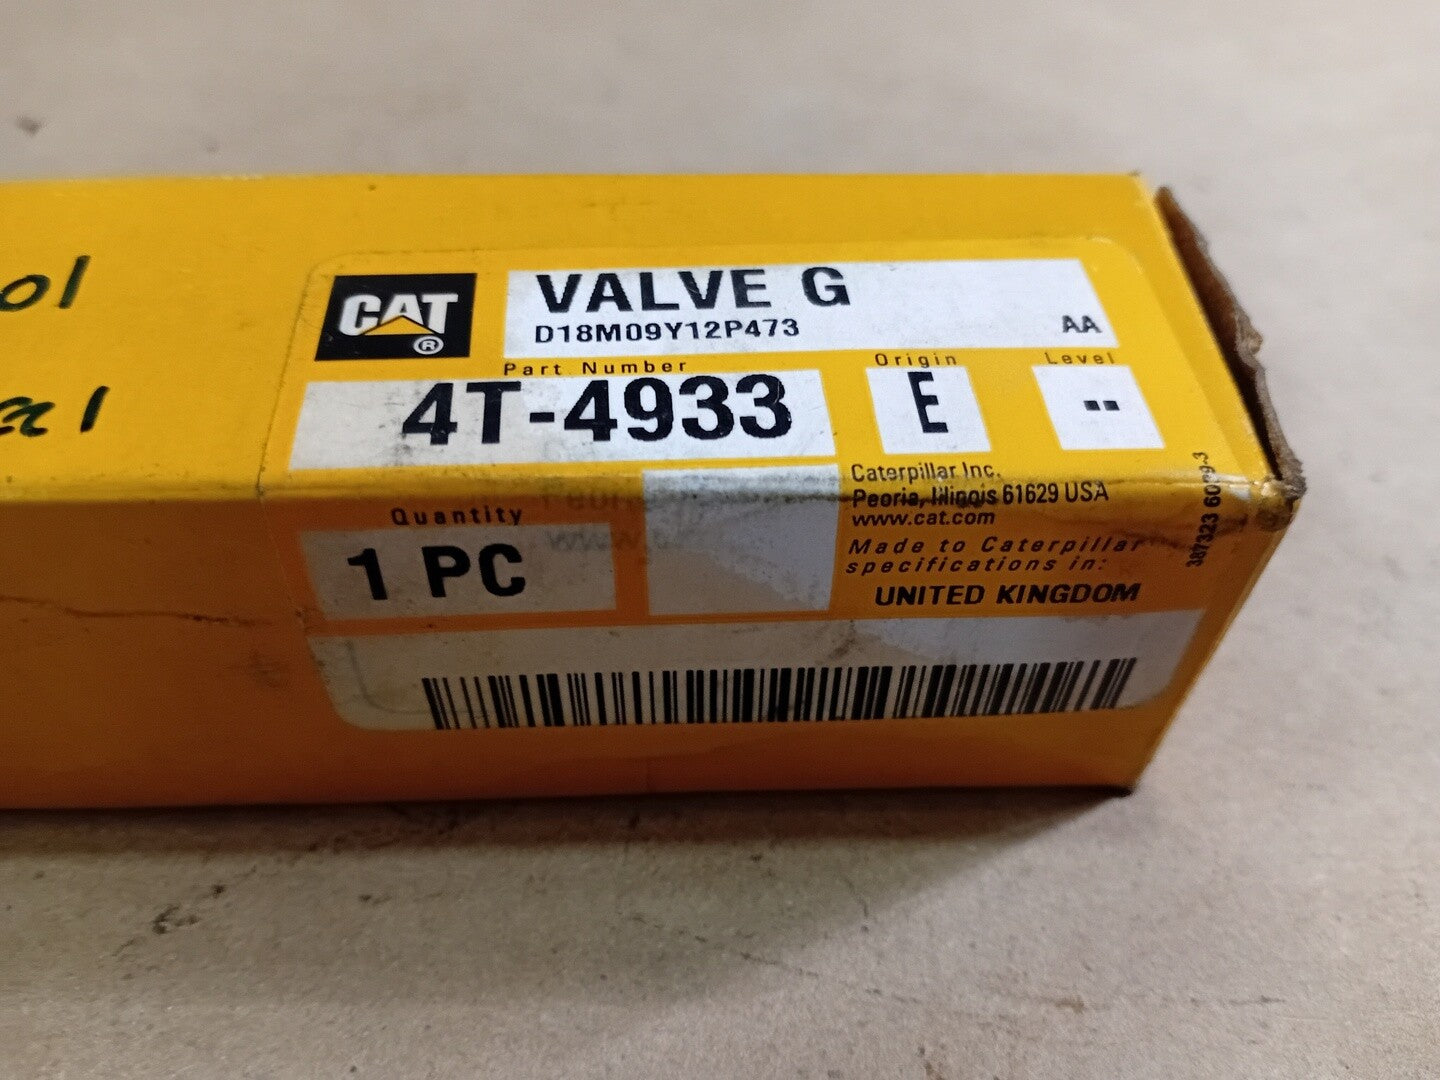 ol
CAT
®
VALVE G
D18M09Y12P473
AA
Part Number
Origin
Level
4T-4933
E
--
Caterpillar Inc.
Peoria, Illinois 61629 USA
www.cat.com
Quantity
1 PC
Made to Caterpillar
specifications in:
UNITED KINGDOM